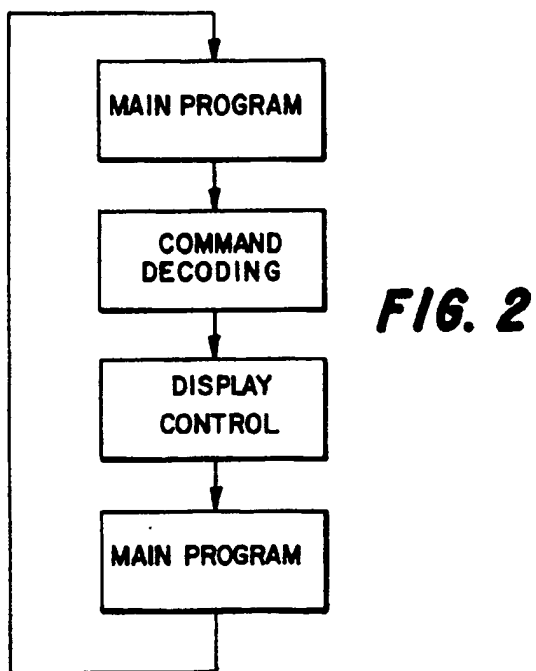 MAIN PROGRAM
COMMAND
DECODING
DISPLAY
CONTROL
MAIN PROGRAM
FIG. 2